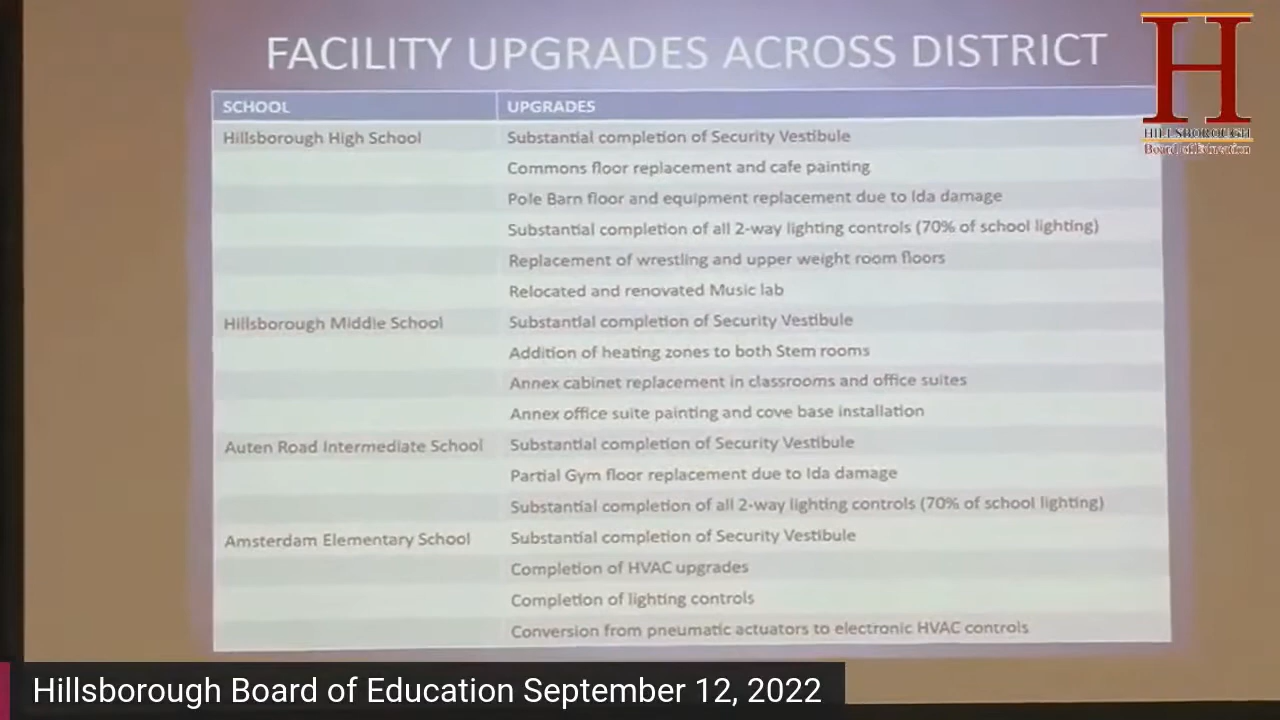 FACILITY UPGRADES ACROSS DISTRICT
H
HILLSBOROUGH
Board of Education
SCHOOL UPGRADES
Hillsborough High School Substantial completion of Security Vestibule
Commons floor replacement and cafe painting
Pole Barn floor and equipment replacement due to Ida damage
Substantial completion of all 2-way lighting controls (70% of school lighting)
Replacement of wrestling and upper weight room floors
Relocated and renovated Music lab
Hillsborough Middle School Substantial completion of Security Vestibule
Addition of heating zones to both Stem rooms
Annex cabinet replacement in classrooms and office suites
Annex office suite painting and cove base installation
Auten Road Intermediate School Substantial completion of Security Vestibule
Partial Gym floor replacement due to Ida damage
Substantial completion of all 2-way lighting controls (70% of school lighting)
Amsterdam Elementary School Substantial completion of Security Vestibule
Completion of HVAC upgrades
Completion of lighting controls
Conversion from pneumatic actuators to electronic HVAC controls
Hillsborough Board of Education September 12, 2022